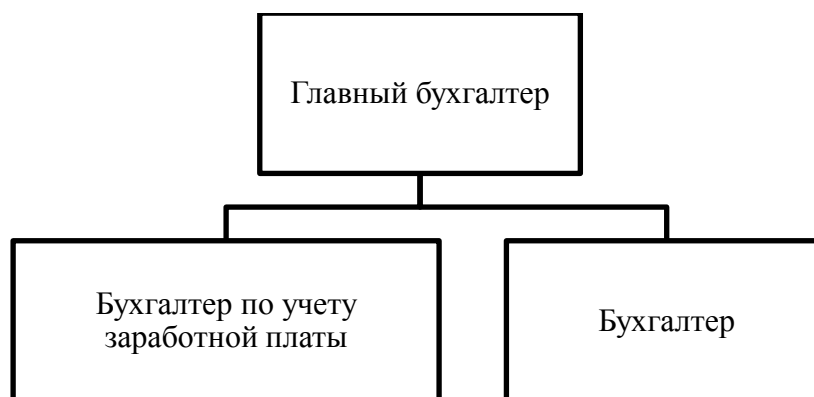 Главный бухгалтер
Бухгалтер по учету
заработной платы
Бухгалтер